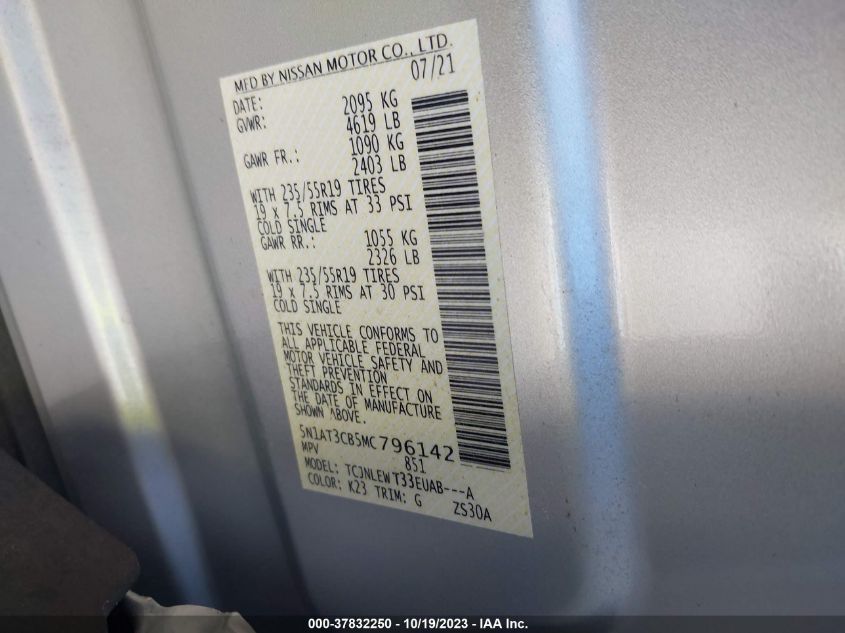 MFD BY NISSAN MOTOR CO., LTD.
DATE: 07/21
GVWR: 2095 KG
4619 LB
GAWR FR.: 1090 KG
2403 LB
WITH 235/55R19 TIRES
19 x 7.5 RIMS AT 33 PSI
COLD SINGLE
GAWR RR.: 1055 KG
2326 LB
WITH 235/55R19 TIRES
19 x 7.5 RIMS AT 30 PSI
COLD SINGLE
THIS VEHICLE CONFORMS TO
ALL APPLICABLE FEDERAL
MOTOR VEHICLE SAFETY AND
THEFT PREVENTION
STANDARDS IN EFFECT ON
THE DATE OF MANUFACTURE
SHOWN ABOVE.
5N1AT3CB5MC796142
MPV 851
MODEL: TCJNLEWT33EUAB---A
COLOR: K23 TRIM: G ZS30A
000-37832250 - 10/19/2023 - IAA Inc.